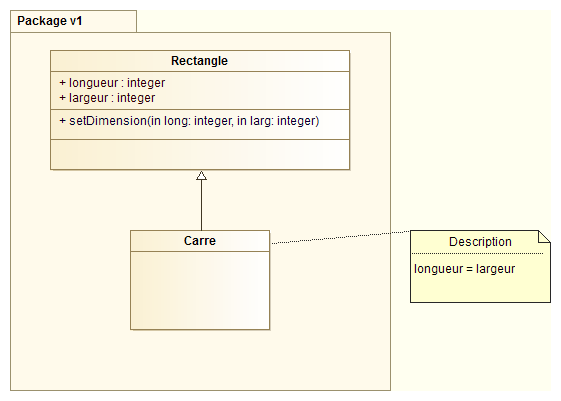 Package v1
Rectangle
+ longueur : integer
+ largeur : integer
+ setDimension(in long: integer, in larg: integer)
Carre
Description
longueur = largeur